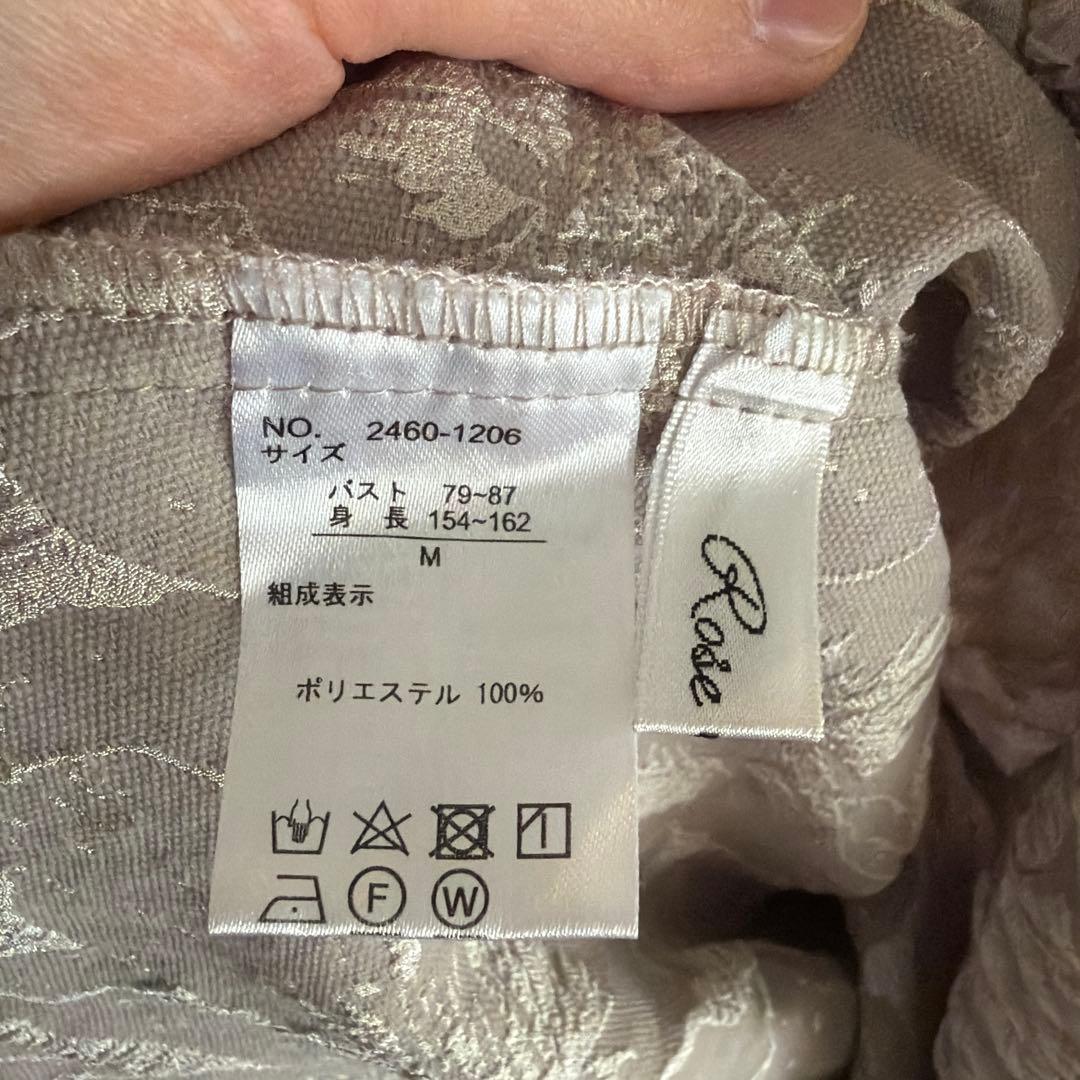 NO. 2460-1206
サイズ
バスト 79~87
身 長 154~162
M
組成表示
ポリエステル 100%
F W
Rosie